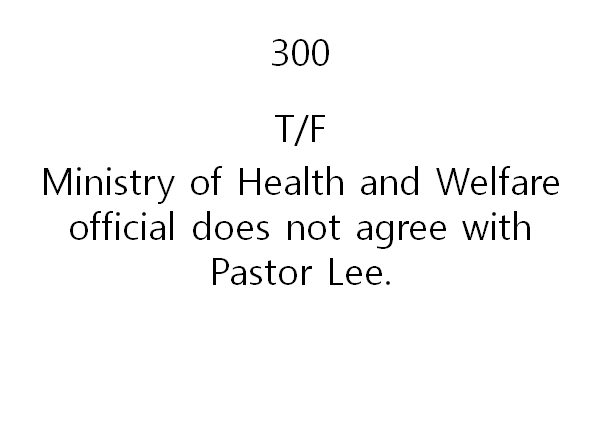 300
T/F
Ministry of Health and Welfare
official does not agree with
Pastor Lee.